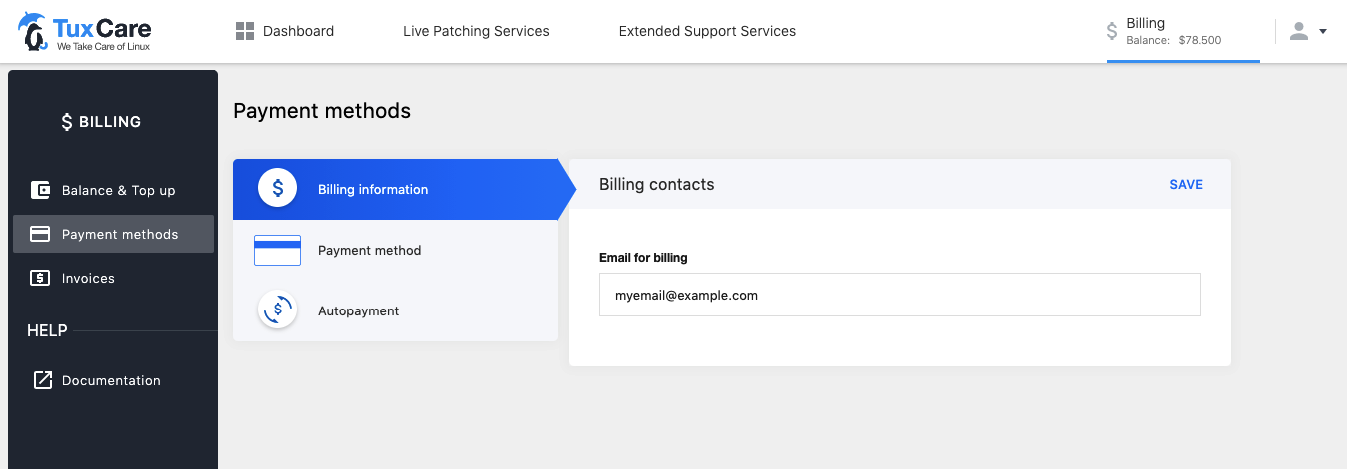 TuxCare
We Take Care of Linux
Dashboard
Live Patching Services
Extended Support Services
$ Billing
Balance: $78.500
$ BILLING
Balance & Top up
Payment methods
Invoices
HELP
Documentation
Payment methods
Billing information
Payment method
Autopayment
Billing contacts
SAVE
Email for billing
myemail@example.com